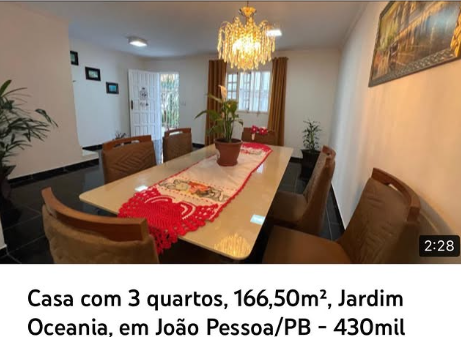 2:28
Casa com 3 quartos, 166,50m², Jardim
Oceania, em João Pessoa/PB - 430mil